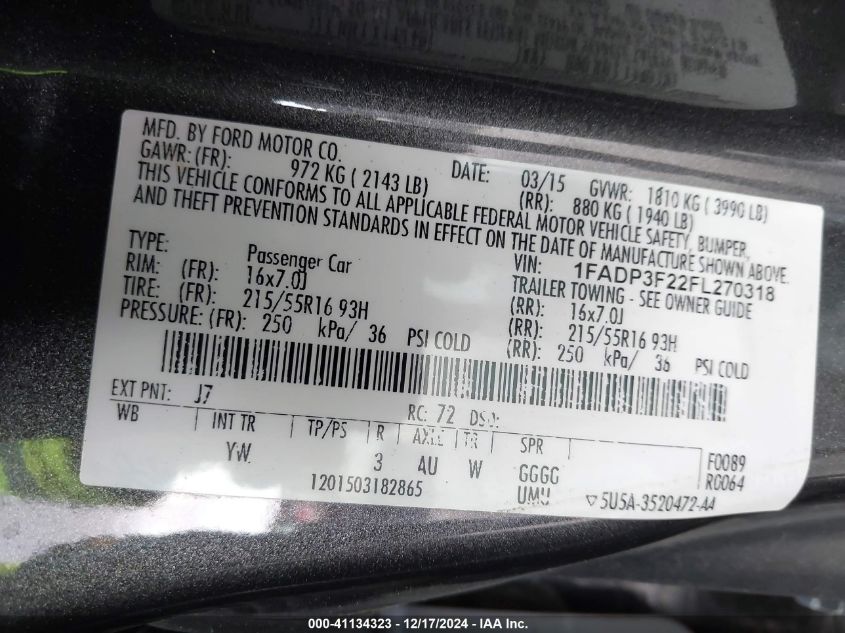 MFD. BY FORD MOTOR CO.
DATE: 03/15 GVWR: 1810 KG ( 3990 LB)
GAWR: (FR): 972 KG ( 2143 LB) (RR): 880 KG ( 1940 LB)
THIS VEHICLE CONFORMS TO ALL APPLICABLE FEDERAL MOTOR VEHICLE SAFETY, BUMPER,
AND THEFT PREVENTION STANDARDS IN EFFECT ON THE DATE OF MANUFACTURE SHOWN ABOVE.
VIN: 1FADP3F22FL270318
TYPE: Passenger Car TRAILER TOWING - SEE OWNER GUIDE
RIM: (FR): 16x7.0J (RR): 16x7.0J
TIRE: (FR): 215/55R16 93H (RR): 215/55R16 93H
PRESSURE: (FR): 250 kPa/ 36 PSI COLD (RR): 250 kPa/ 36 PSI COLD
EXT PNT: J7 RC: 72 DSO:
WB INT TR TP/PS R AXLE TR SPR
YW 3 AU W GGGG
F0089
R0064
1201503182865 UMU ▽ 5U5A-3520472-AA
000-41134323 - 12/17/2024 - IAA Inc.